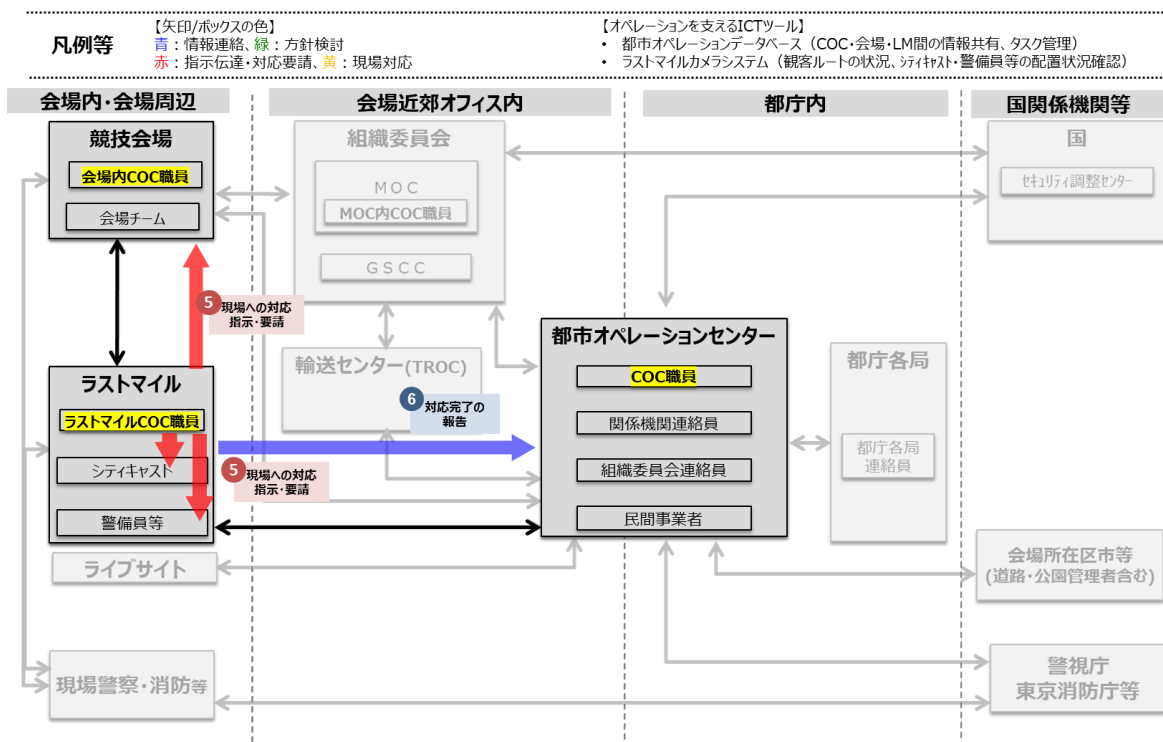 凡例等
【矢印/ボックスの色】
青：情報連絡、緑：方針検討
赤：指示伝達・対応要請、黄：現場対応
【オペレーションを支えるICTツール】
• 都市オペレーションデータベース（COC・会場・LM間の情報共有、タスク管理）
• ラストマイルカメラシステム（観客ルートの状況、ｼﾃｨｷｬｽﾄ・警備員等の配置状況確認）
会場内・会場周辺
会場近郊オフィス内
都庁内
国関係機関等
競技会場
会場内COC職員
会場チーム
組織委員会
ＭＯＣ
MOC内COC職員
ＧＳＣＣ
国
ｾｷｭﾘﾃｨ調整ｾﾝﾀｰ
5
現場への対応
指示・要請
ラストマイル
ラストマイルCOC職員
シティキャスト
警備員等
輸送センター(TROC)
6
対応完了の
報告
5
現場への対応
指示・要請
都市オペレーションセンター
COC職員
関係機関連絡員
組織委員会連絡員
民間事業者
都庁各局
都庁各局
連絡員
ライブサイト
会場所在区市等
(道路・公園管理者含む)
現場警察・消防等
警視庁
東京消防庁等